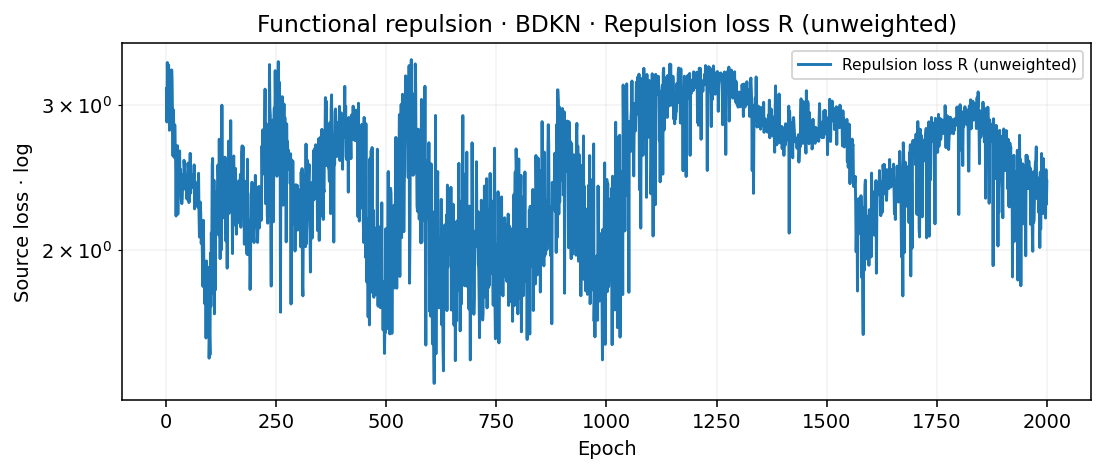 Functional repulsion · BDKN · Repulsion loss R (unweighted)
Repulsion loss R (unweighted)
3 × 10⁰
2 × 10⁰
Source loss · log
0 250 500 750 1000 1250 1500 1750 2000
Epoch